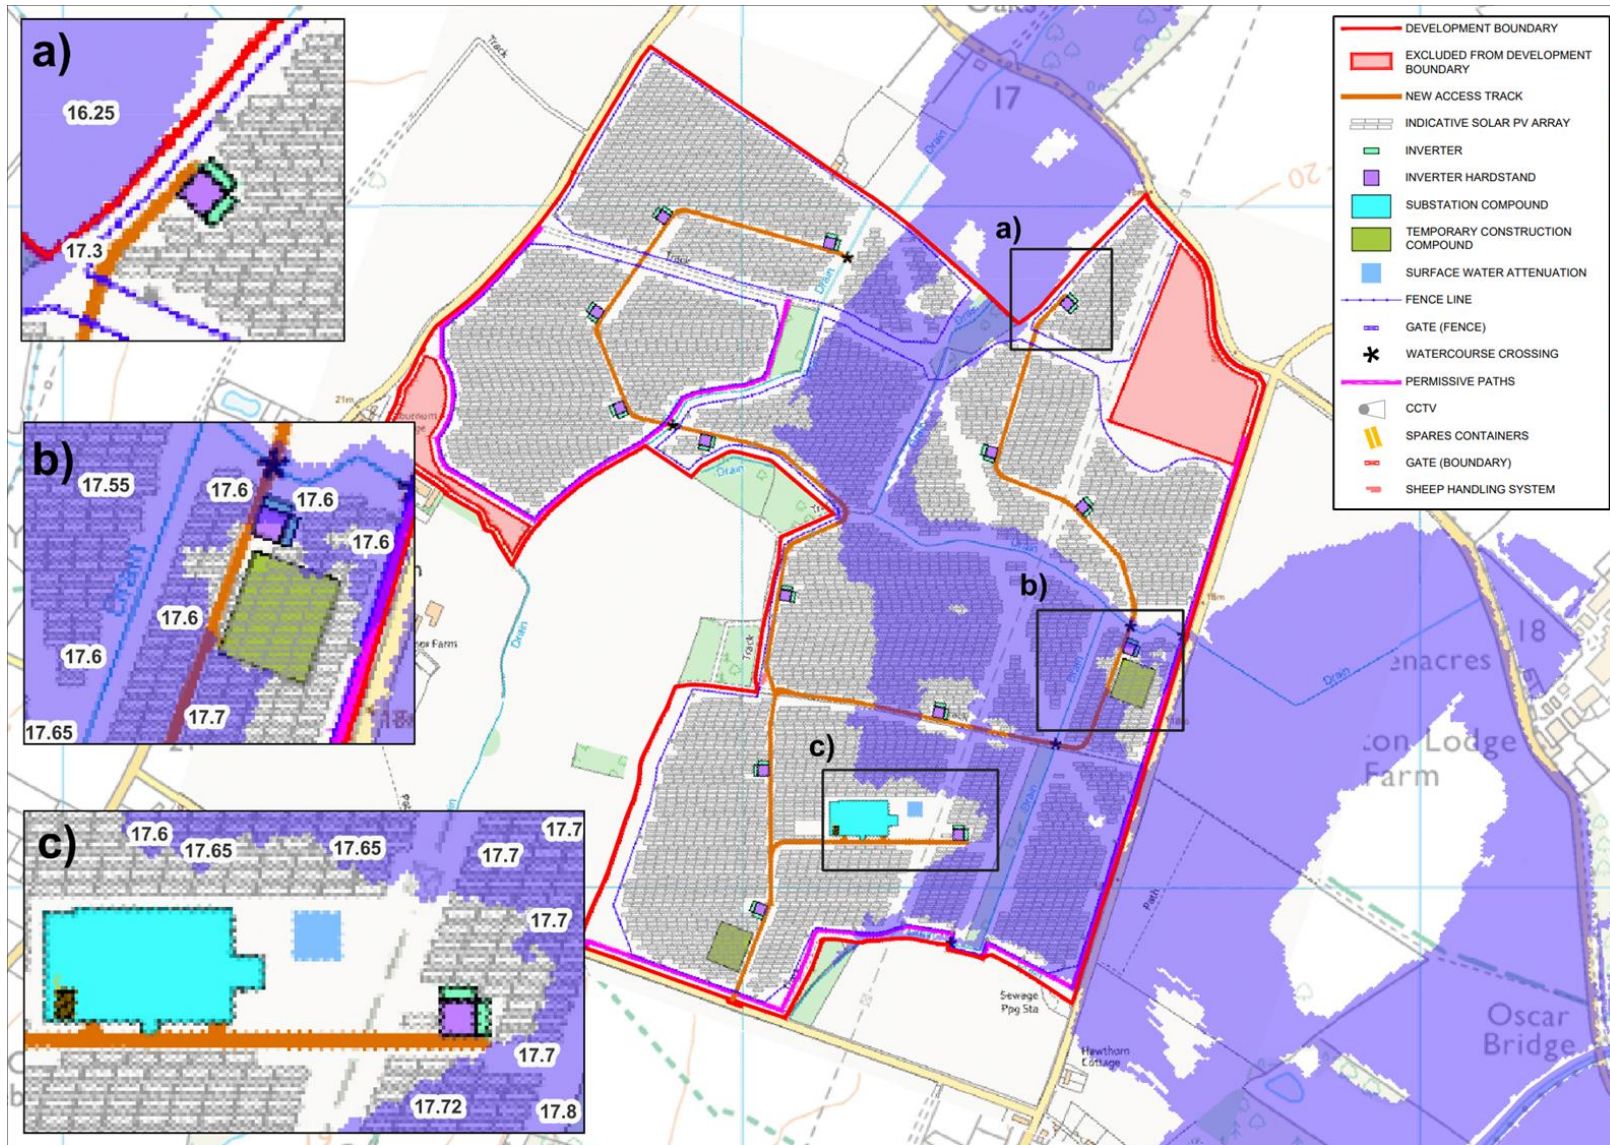 a)
16.25
17.3
b)
17.55
17.6
17.6
17.6
17.6
17.6
17.7
17.65
Drain
c)
17.6
17.65
17.65
17.7
17.7
17.7
17.7
17.72
17.8
DEVELOPMENT BOUNDARY
EXCLUDED FROM DEVELOPMENT
BOUNDARY
NEW ACCESS TRACK
INDICATIVE SOLAR PV ARRAY
INVERTER
INVERTER HARDSTAND
SUBSTATION COMPOUND
TEMPORARY CONSTRUCTION
COMPOUND
SURFACE WATER ATTENUATION
FENCE LINE
GATE (FENCE)
WATERCOURSE CROSSING
PERMISSIVE PATHS
CCTV
SPARES CONTAINERS
GATE (BOUNDARY)
SHEEP HANDLING SYSTEM
Track
Oaks
17
Drain
20
a)
Track
Drain
21m
Drain
Drain
b)
18m
18
enacres
Drain
Drain
Track
Drain
c)
ton Lodge
Farm
Drain
Path
Sewage
Ppg Sta
Hawthorn
Cottage
Oscar
Bridge